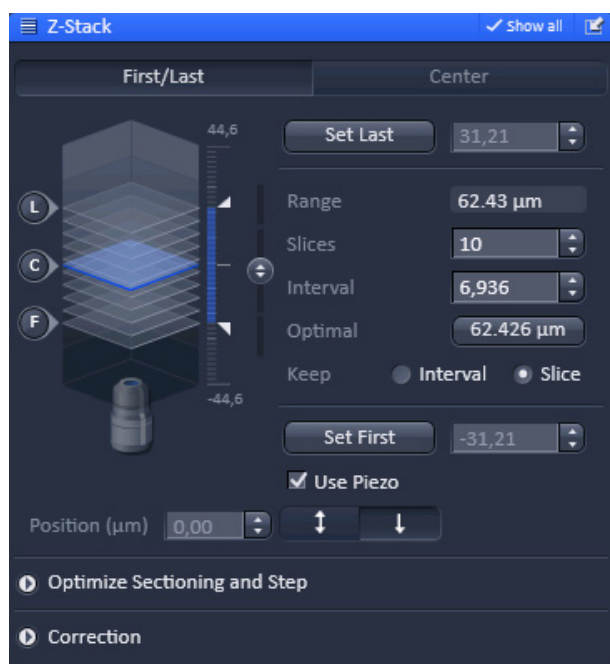 Z-Stack Show all
First/Last Center
44,6
Set Last 31,21
L
Range 62.43 μm
Slices 10
C
Interval 6,936
F
Optimal 62.426 μm
Keep Interval Slice
-44,6
Set First -31,21
Use Piezo
Position (μm) 0,00
Optimize Sectioning and Step
Correction